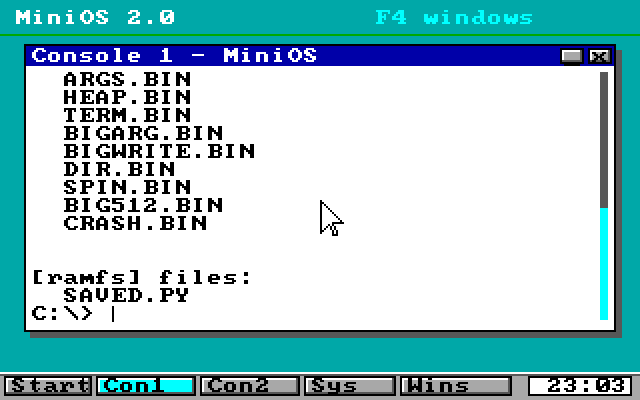 MiniOS 2.0 F4 windows
Console 1 - MiniOS
ARGS.BIN
HEAP.BIN
TERM.BIN
BIGARG.BIN
BIGWRITE.BIN
DIR.BIN
SPIN.BIN
BIG512.BIN
CRASH.BIN
[ramfs] files:
SAVED.PY
C:\> |
Start Con1 Con2 Sys Wins 23:03